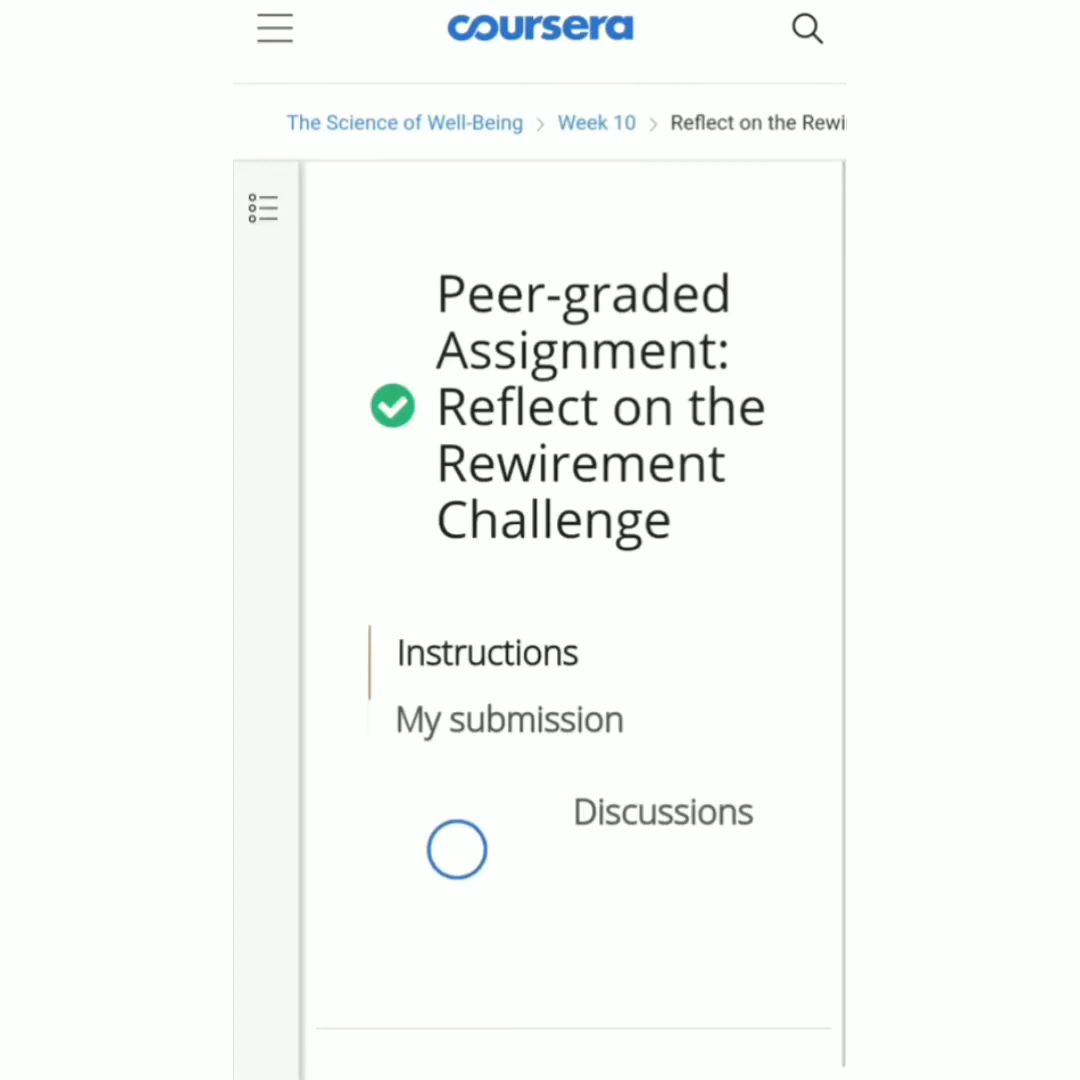 coursera
The Science of Well-Being > Week 10 > Reflect on the Rewi
Peer-graded
Assignment:
Reflect on the
Rewirement
Challenge
Instructions
My submission
Discussions